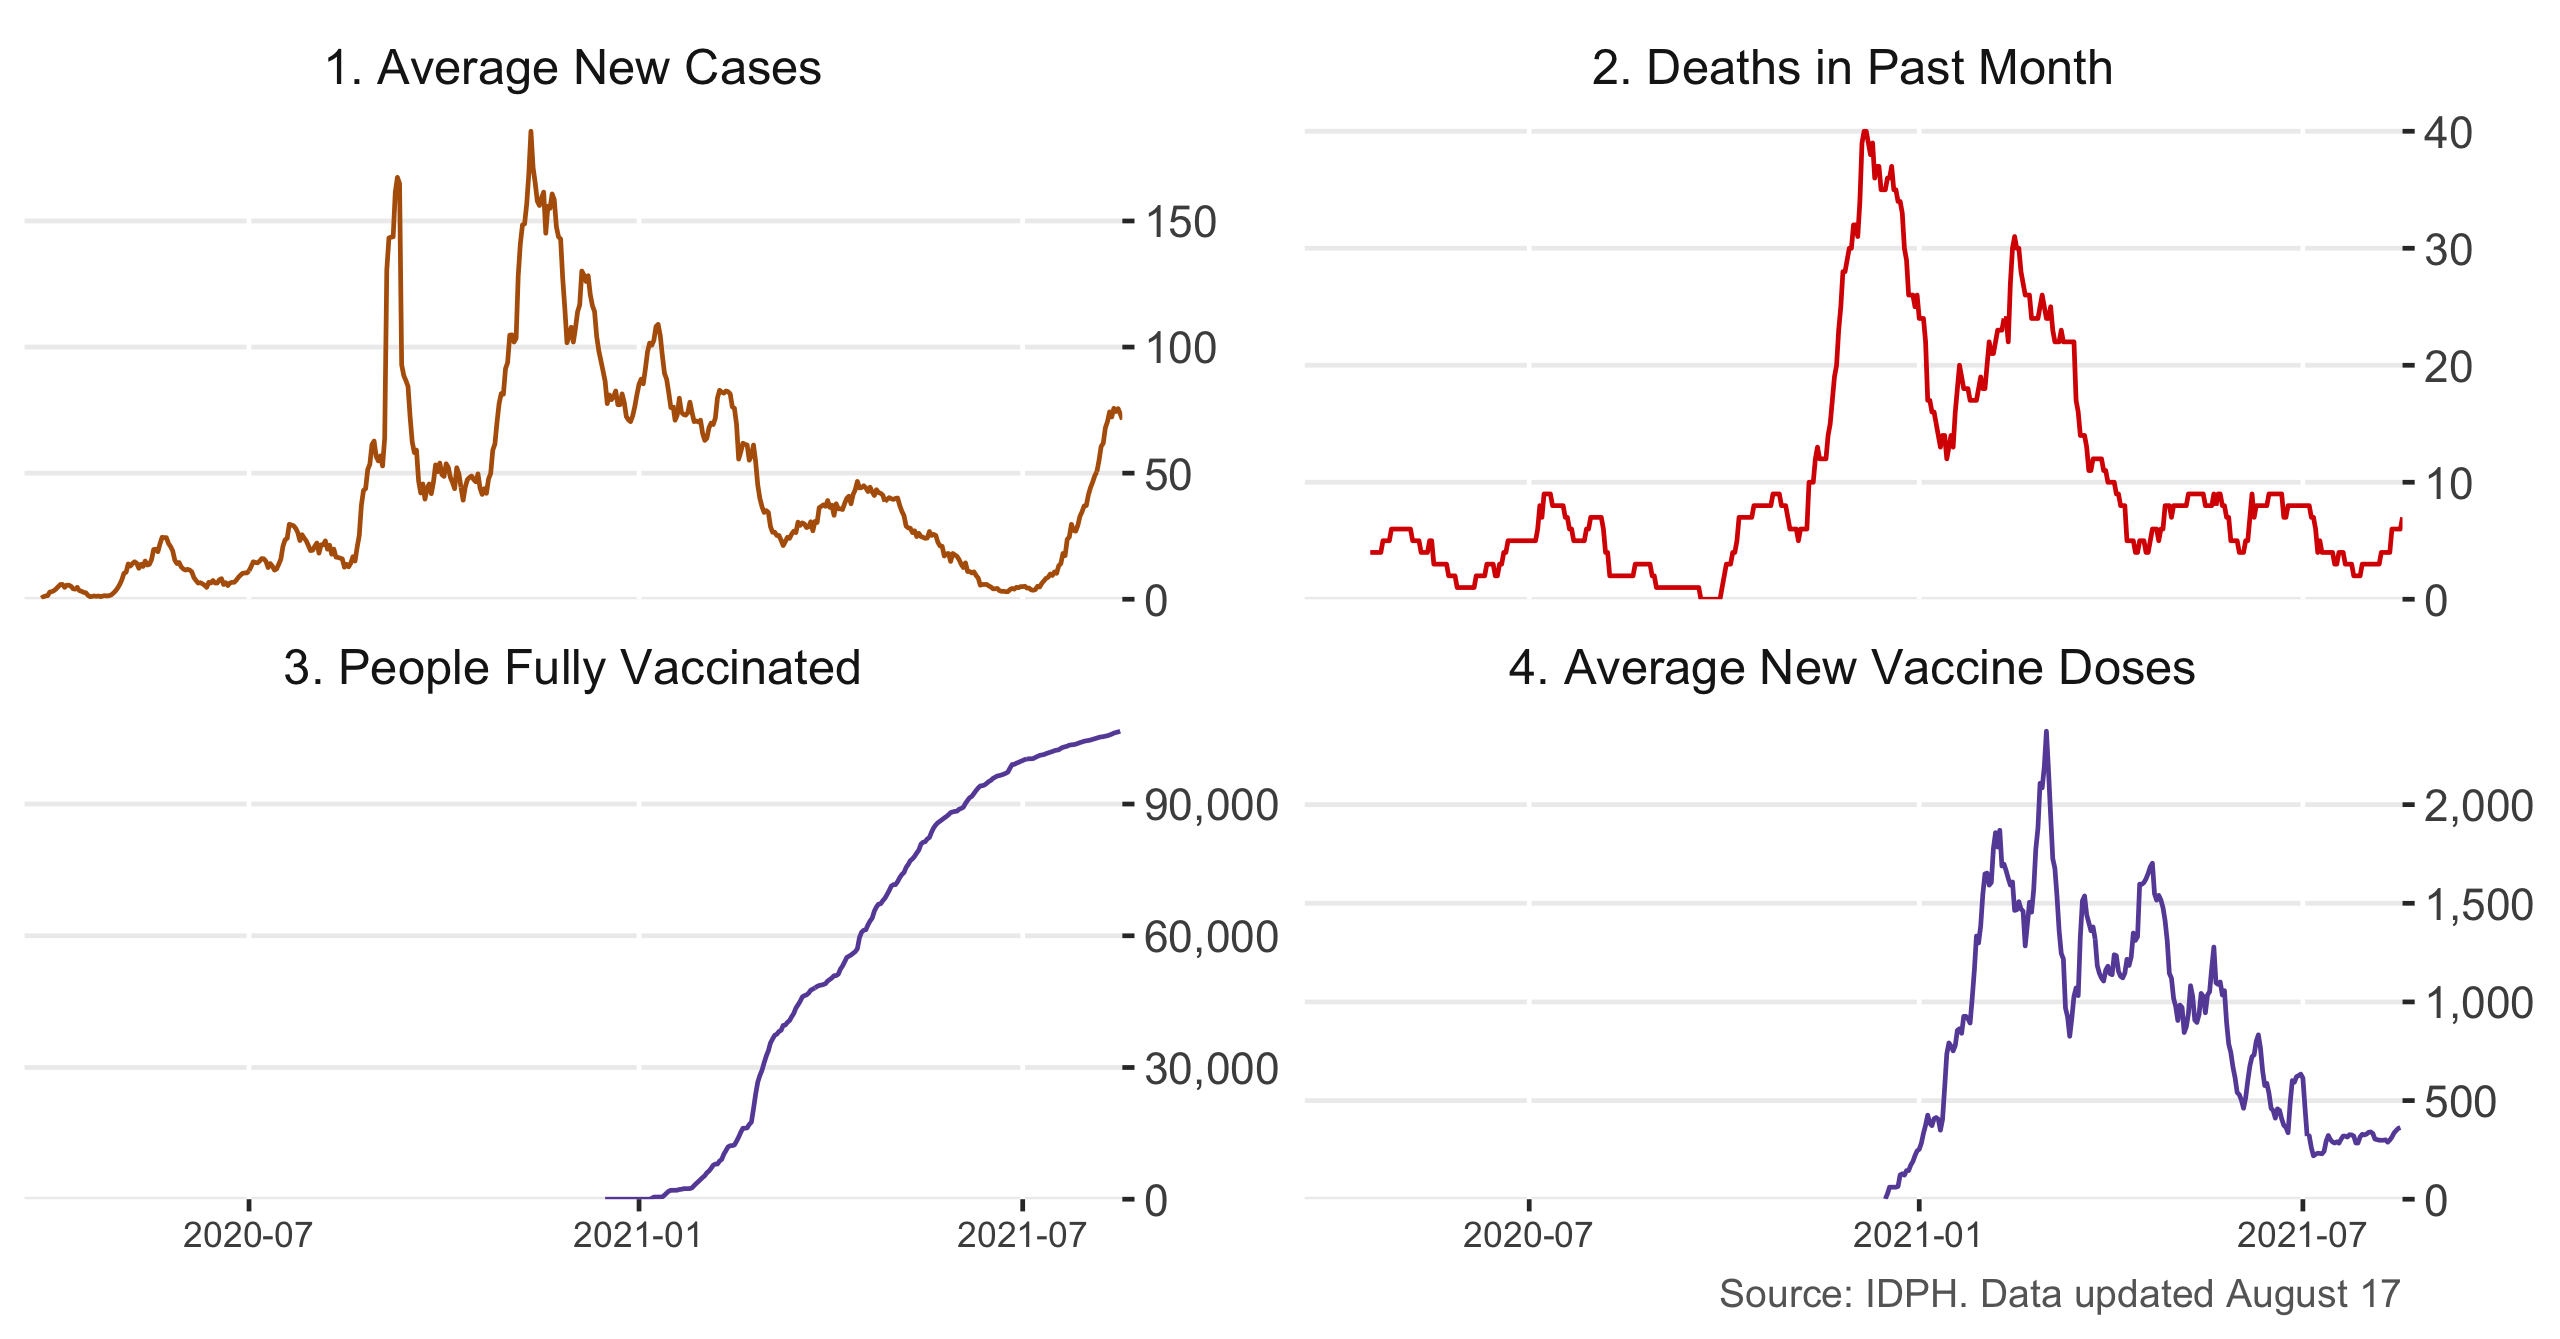 1. Average New Cases
150
100
50
0
2. Deaths in Past Month
40
30
20
10
0
3. People Fully Vaccinated
90,000
60,000
30,000
0
2020-07 2021-01 2021-07
4. Average New Vaccine Doses
2,000
1,500
1,000
500
0
2020-07 2021-01 2021-07
Source: IDPH. Data updated August 17